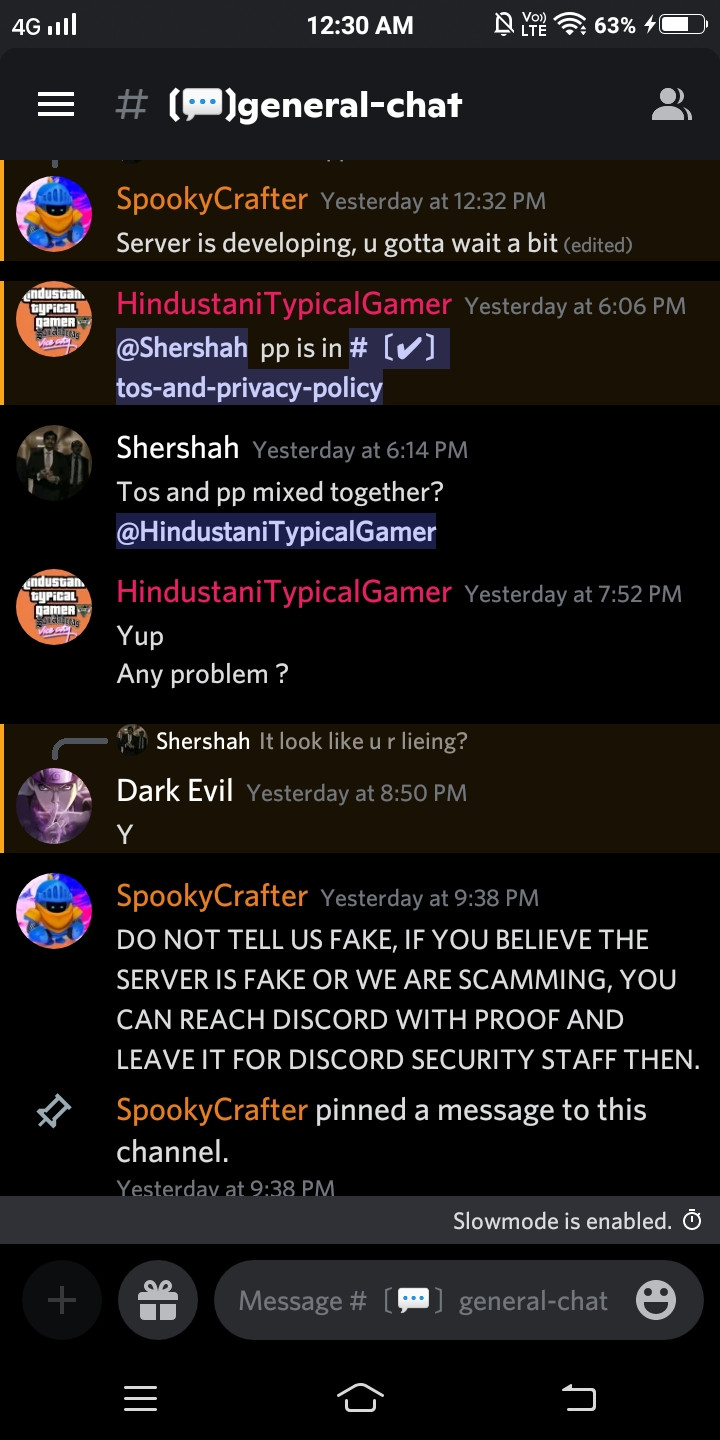 4G 12:30 AM Vo) LTE 63%
# (💬)general-chat
SpookyCrafter Yesterday at 12:32 PM
Server is developing, u gotta wait a bit (edited)
HindustaniTypicalGamer Yesterday at 6:06 PM
@Shershah pp is in # 〔✔〕
tos-and-privacy-policy
Shershah Yesterday at 6:14 PM
Tos and pp mixed together?
@HindustaniTypicalGamer
HindustaniTypicalGamer Yesterday at 7:52 PM
Yup
Any problem ?
Shershah It look like u r lieing?
Dark Evil Yesterday at 8:50 PM
Y
SpookyCrafter Yesterday at 9:38 PM
DO NOT TELL US FAKE, IF YOU BELIEVE THE
SERVER IS FAKE OR WE ARE SCAMMING, YOU
CAN REACH DISCORD WITH PROOF AND
LEAVE IT FOR DISCORD SECURITY STAFF THEN.
SpookyCrafter pinned a message to this
channel.
Yesterday at 9:38 PM
Slowmode is enabled.
Message # 〔💬〕 general-chat